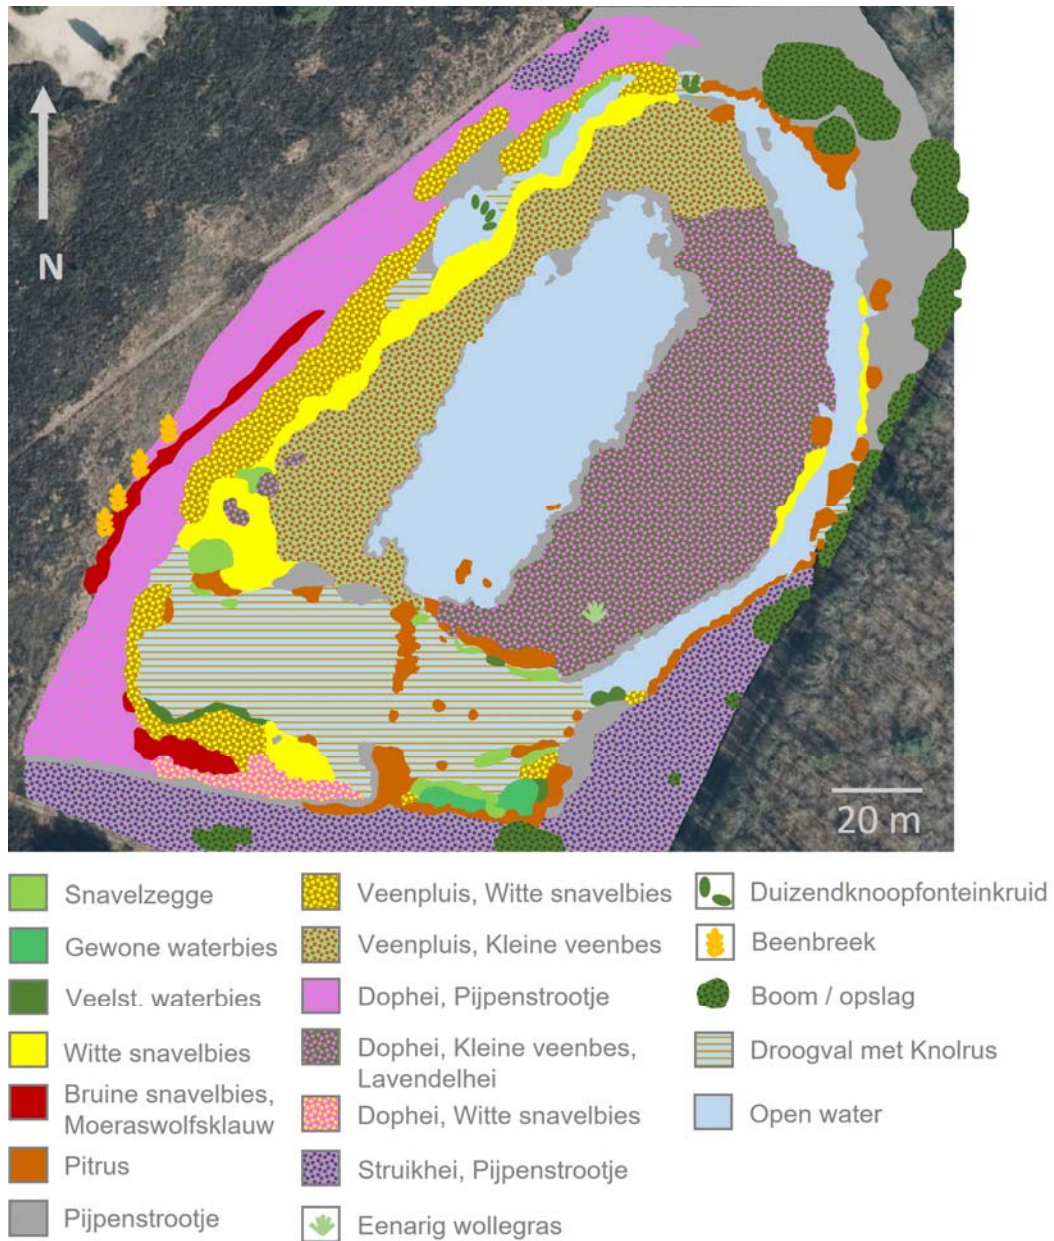 N
20 m
Snavelzegge
Gewone waterbies
Veelst. waterbies
Witte snavelbies
Bruine snavelbies,
Moeraswolfsklauw
Pitrus
Pijpenstrootje
Veenpluis, Witte snavelbies
Veenpluis, Kleine veenbes
Dophei, Pijpenstrootje
Dophei, Kleine veenbes,
Lavendelhei
Dophei, Witte snavelbies
Struikhei, Pijpenstrootje
Eenarig wollegras
Duizendknoopfonteinkruid
Beenbreek
Boom / opslag
Droogval met Knolrus
Open water